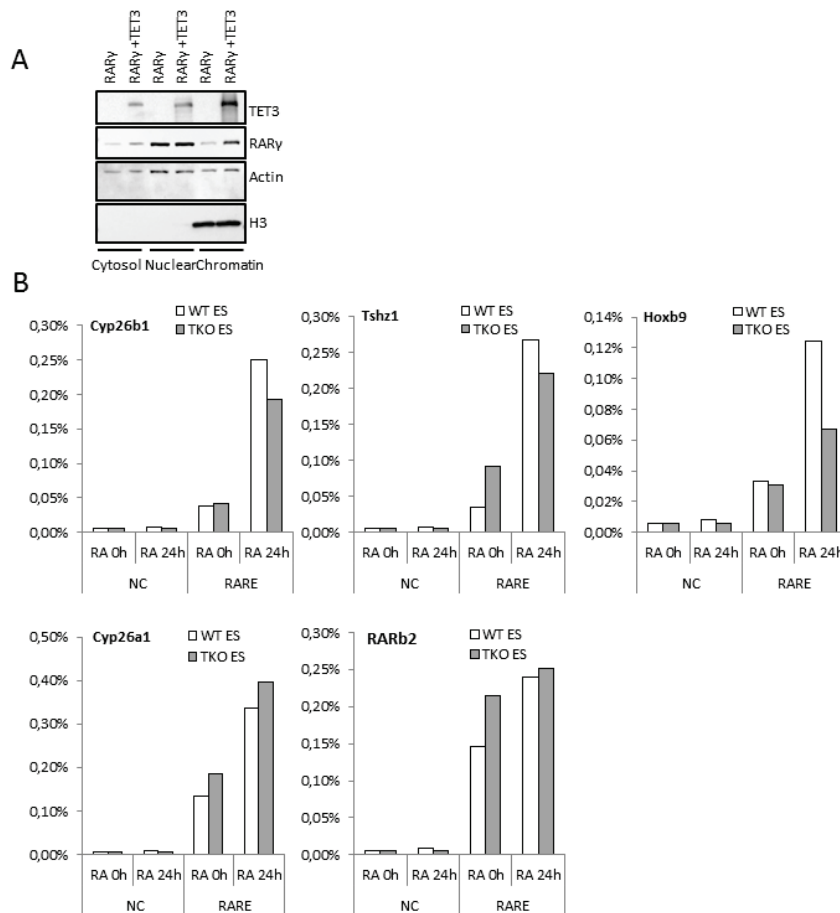 A
RARγ
RARγ +TET3
RARγ
RARγ +TET3
RARγ
RARγ +TET3
TET3
RARγ
Actin
H3
Cytosol NuclearChromatin
B
Cyp26b1
WT ES
TKO ES
0,30%
0,25%
0,20%
0,15%
0,10%
0,05%
0,00%
RA 0h RA 24h RA 0h RA 24h
NC RARE
Tshz1
WT ES
TKO ES
0,30%
0,25%
0,20%
0,15%
0,10%
0,05%
0,00%
RA 0h RA 24h RA 0h RA 24h
NC RARE
Hoxb9
WT ES
TKO ES
0,14%
0,12%
0,10%
0,08%
0,06%
0,04%
0,02%
0,00%
RA 0h RA 24h RA 0h RA 24h
NC RARE
Cyp26a1
WT ES
TKO ES
0,50%
0,40%
0,30%
0,20%
0,10%
0,00%
RA 0h RA 24h RA 0h RA 24h
NC RARE
RARb2
WT ES
TKO ES
0,30%
0,25%
0,20%
0,15%
0,10%
0,05%
0,00%
RA 0h RA 24h RA 0h RA 24h
NC RARE